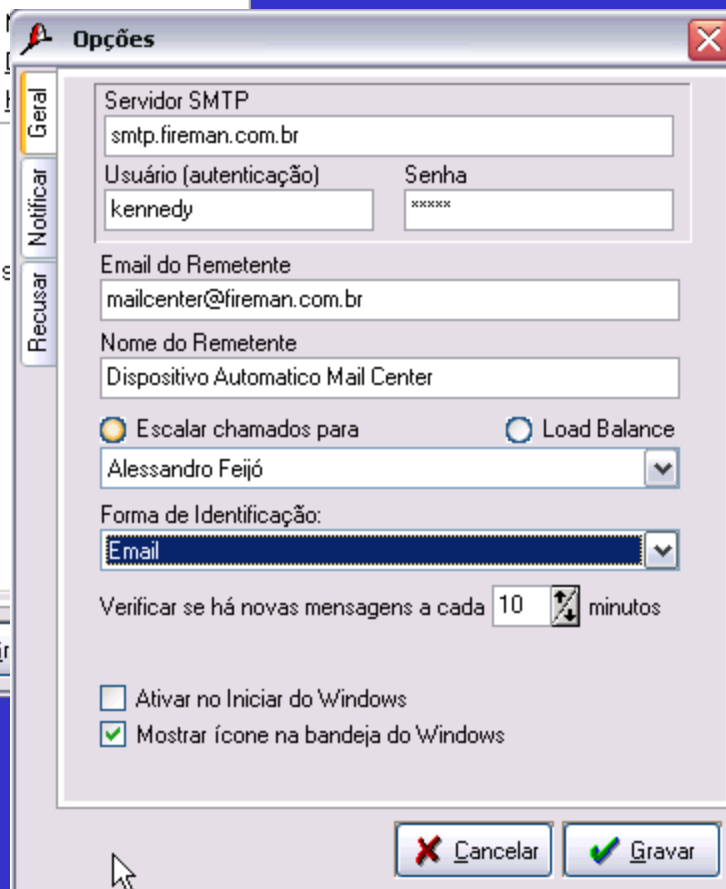 Opções
Geral
Notificar
Recusar
Servidor SMTP
smtp.fireman.com.br
Usuário (autenticação) Senha
kennedy *****
Email do Remetente
mailcenter@fireman.com.br
Nome do Remetente
Dispositivo Automatico Mail Center
Escalar chamados para Load Balance
Alessandro Feijó
Forma de Identificação:
Email
Verificar se há novas mensagens a cada 10 minutos
Ativar no Iniciar do Windows
Mostrar ícone na bandeja do Windows
Cancelar Gravar